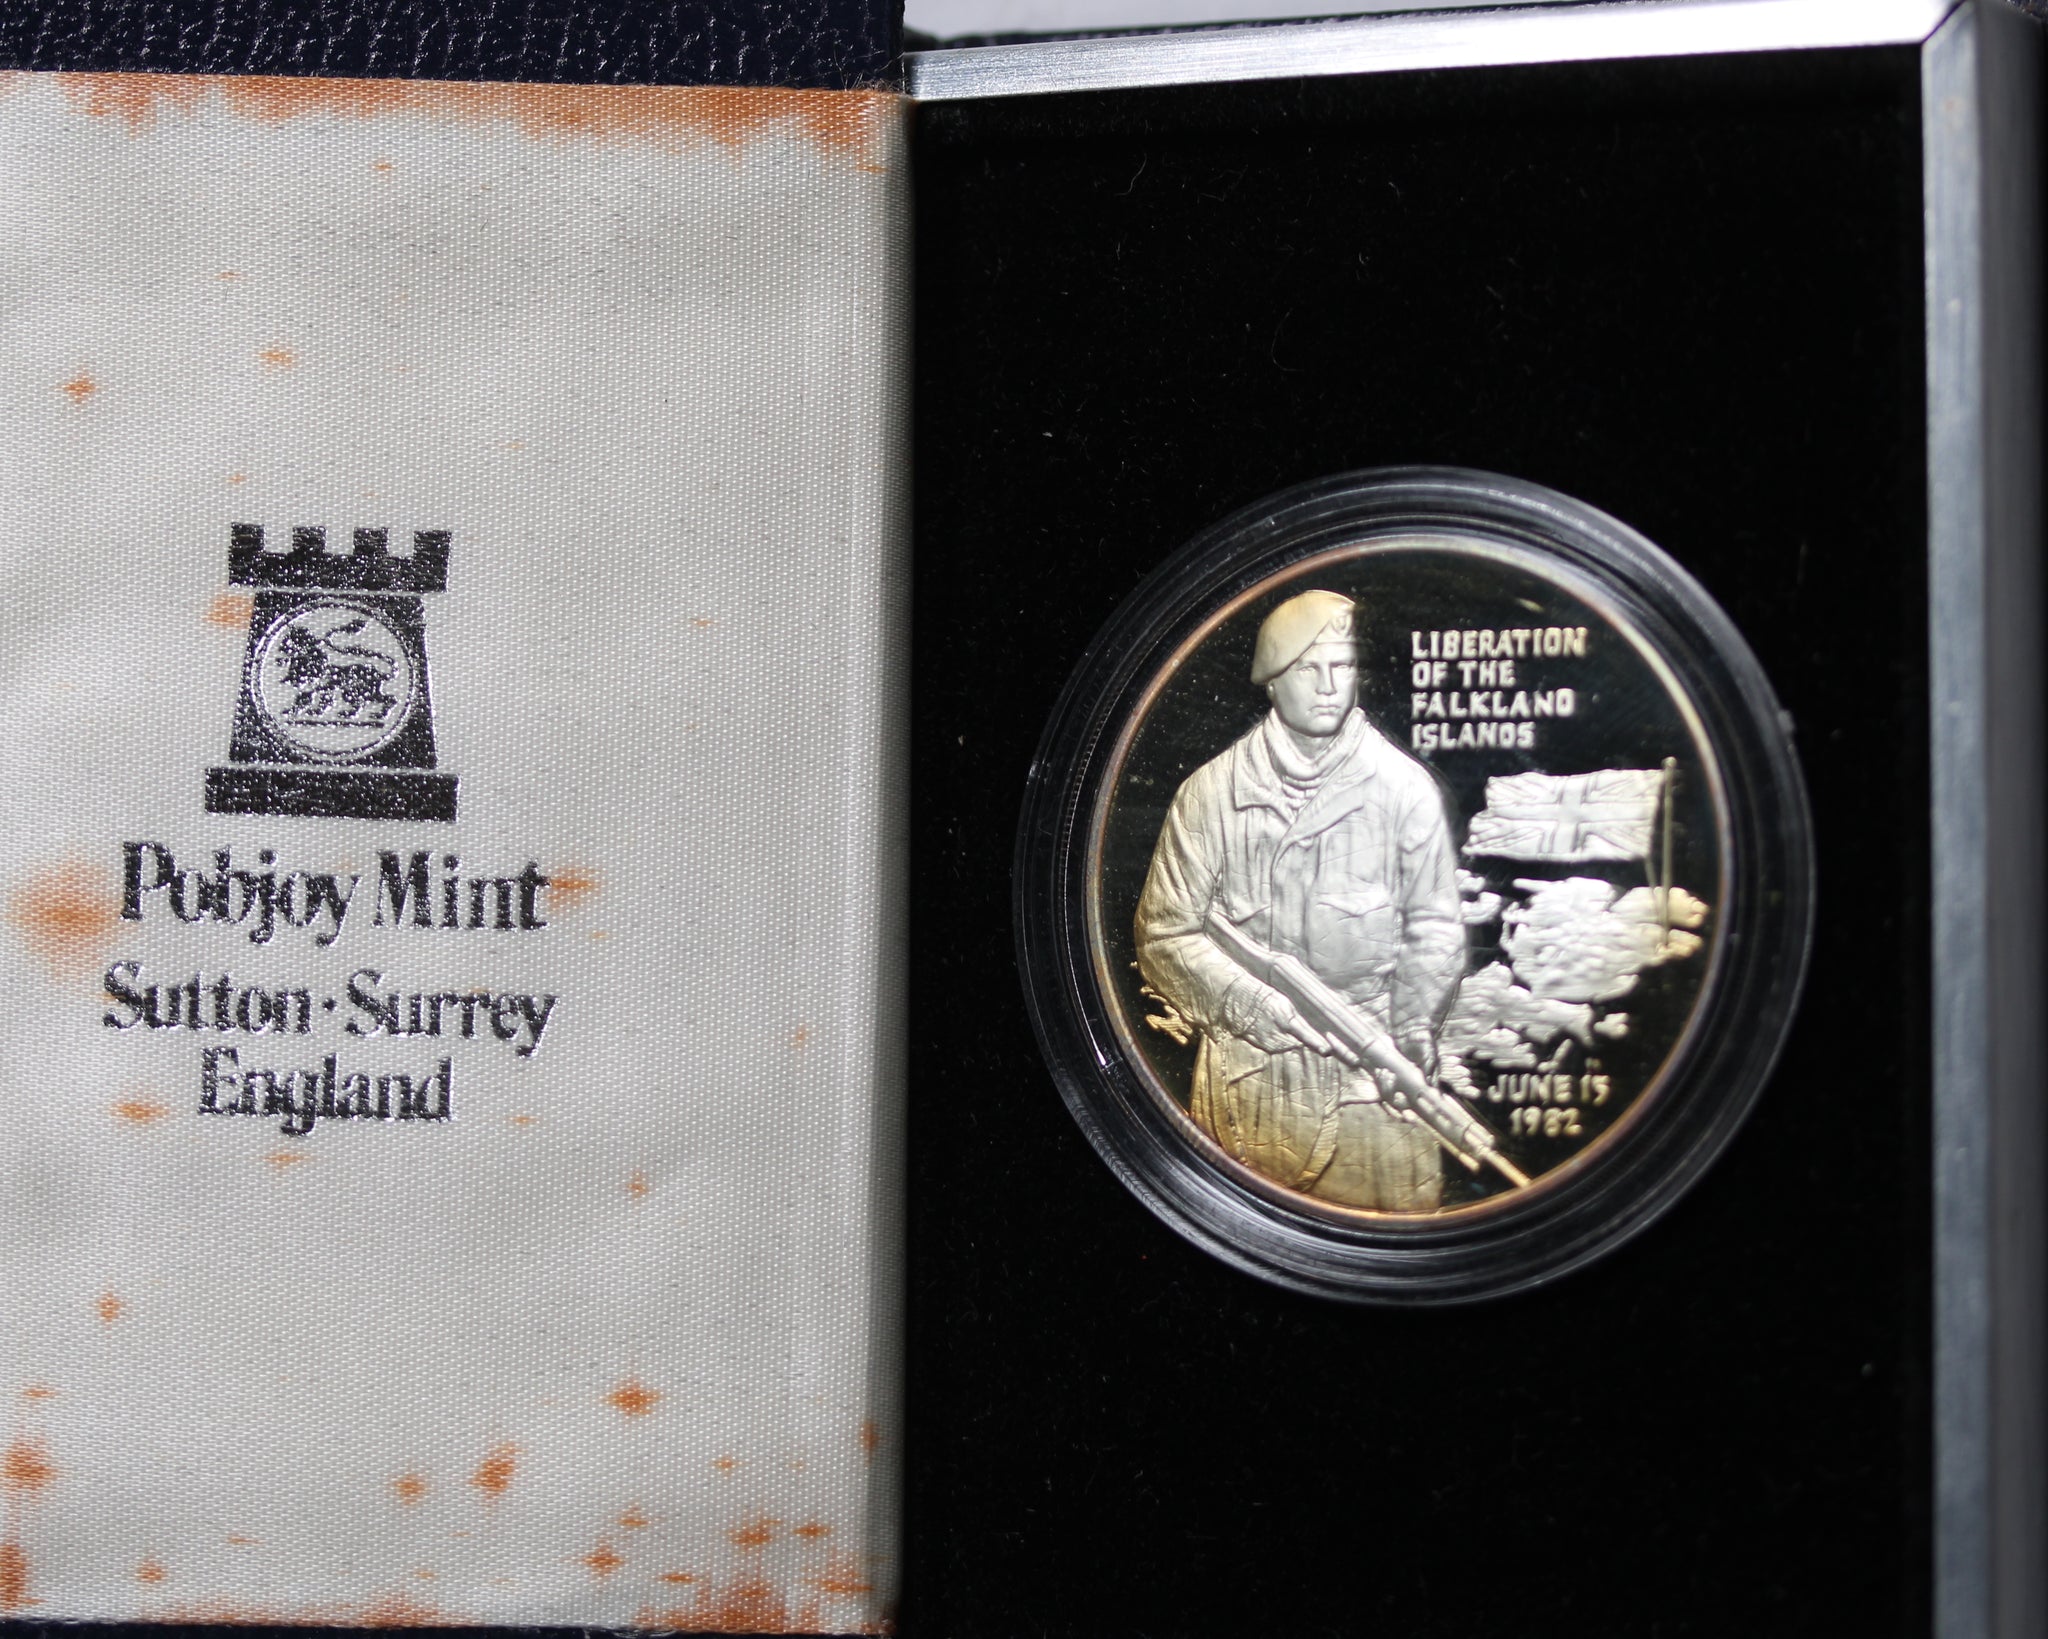 Pobjoy Mint
Sutton · Surrey
England
LIBERATION
OF THE
FALKLAND
ISLANDS
JUNE 15
1982